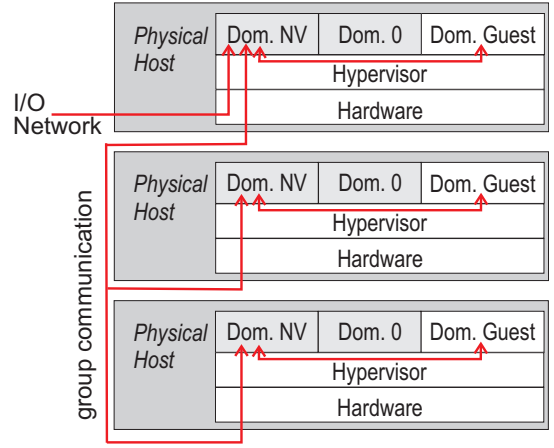 Physical
Host
Dom. NV
Dom. 0
Dom. Guest
Hypervisor
Hardware
I/O
Network
group communication
Physical
Host
Dom. NV
Dom. 0
Dom. Guest
Hypervisor
Hardware
Physical
Host
Dom. NV
Dom. 0
Dom. Guest
Hypervisor
Hardware